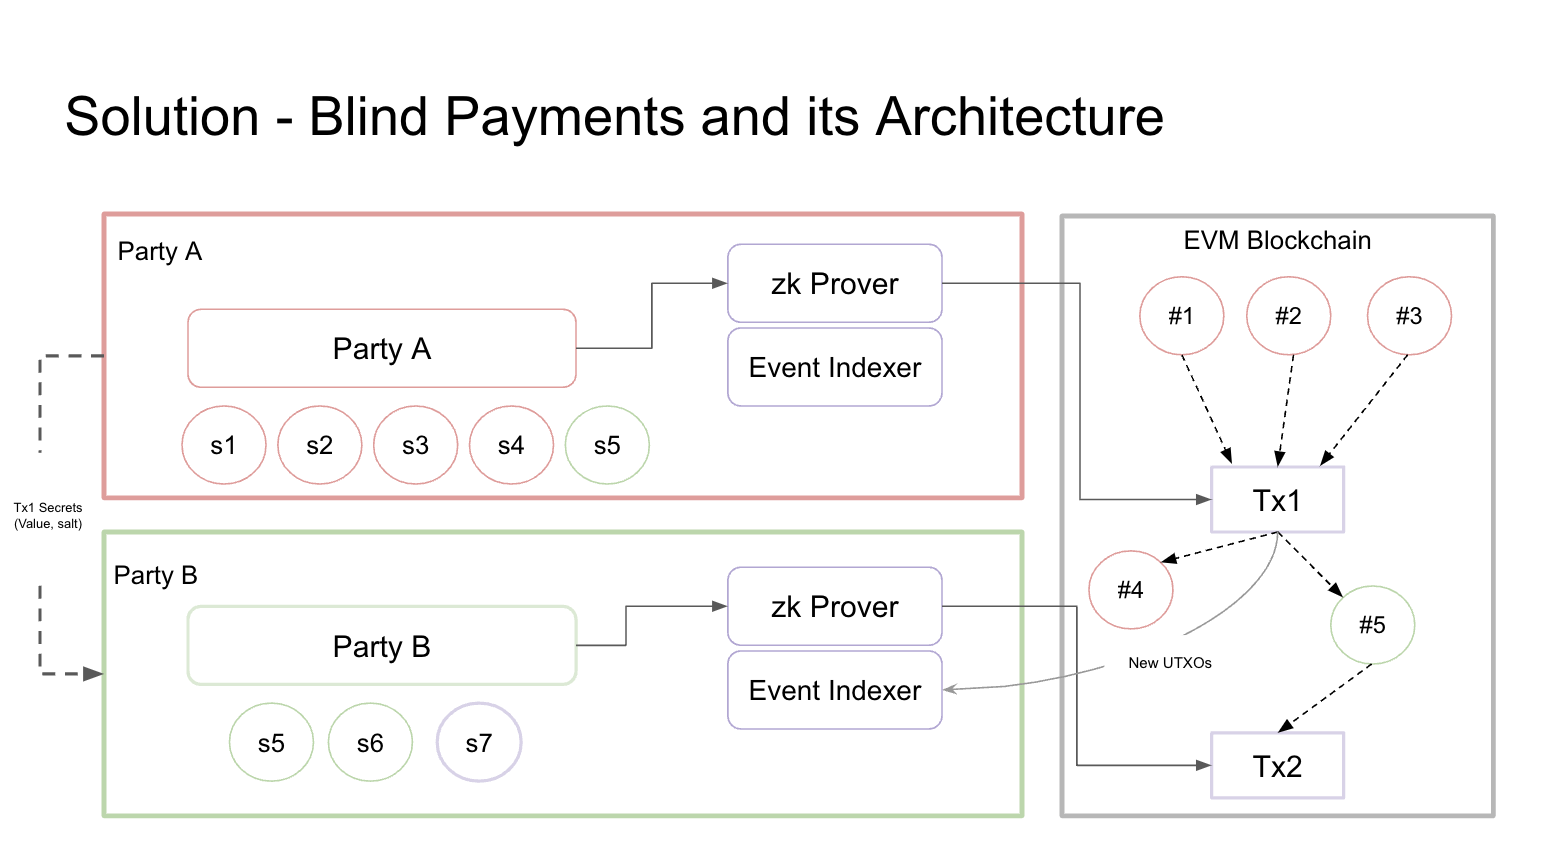 Solution - Blind Payments and its Architecture
Party A
Party A
s1
s2
s3
s4
s5
zk Prover
Event Indexer
Tx1 Secrets
(Value, salt)
Party B
Party B
s5
s6
s7
zk Prover
Event Indexer
EVM Blockchain
#1
#2
#3
Tx1
#4
#5
New UTXOs
Tx2